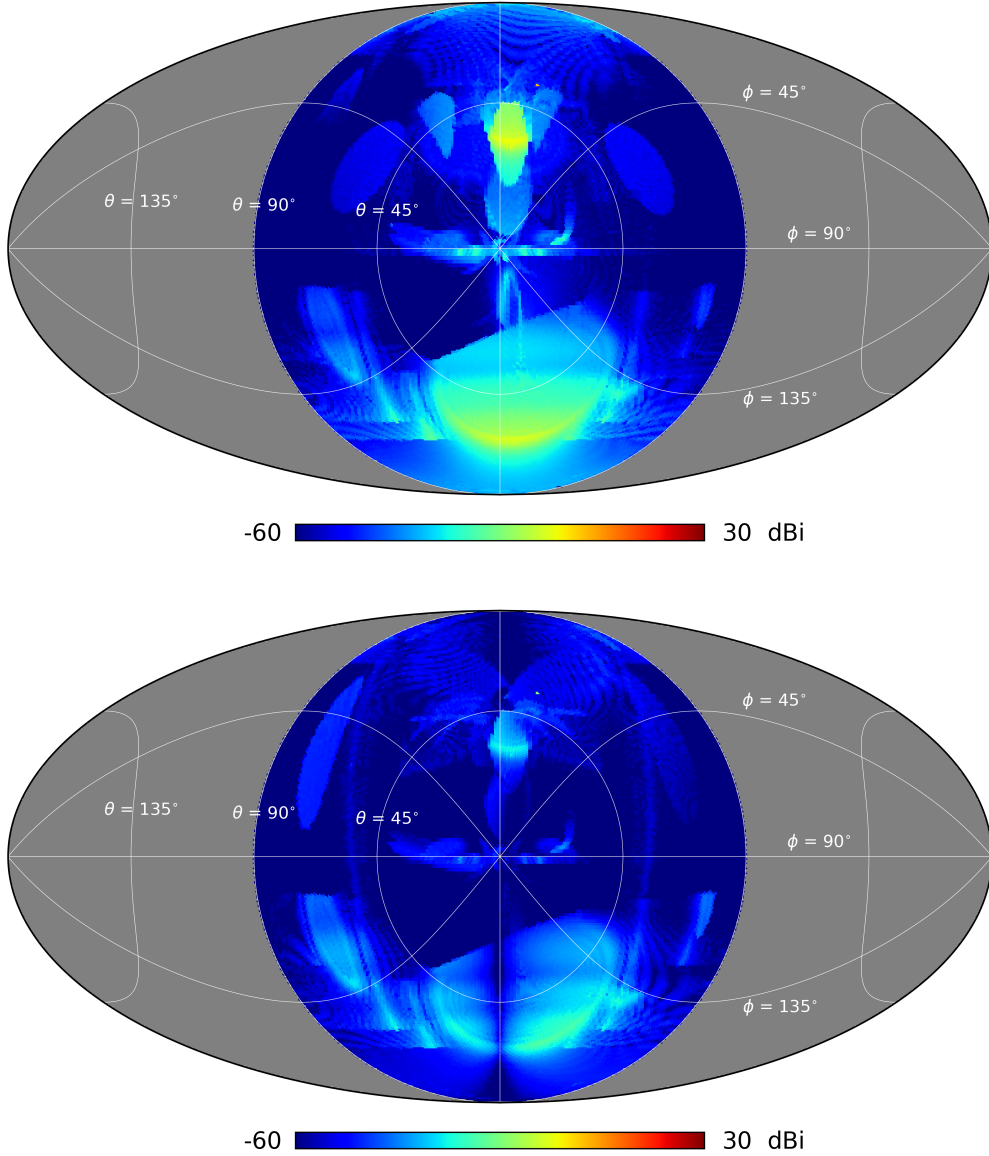 ϕ = 45°
θ = 135°
θ = 90°
θ = 45°
ϕ = 90°
ϕ = 135°
-60 30 dBi
ϕ = 45°
θ = 135°
θ = 90°
θ = 45°
ϕ = 90°
ϕ = 135°
-60 30 dBi